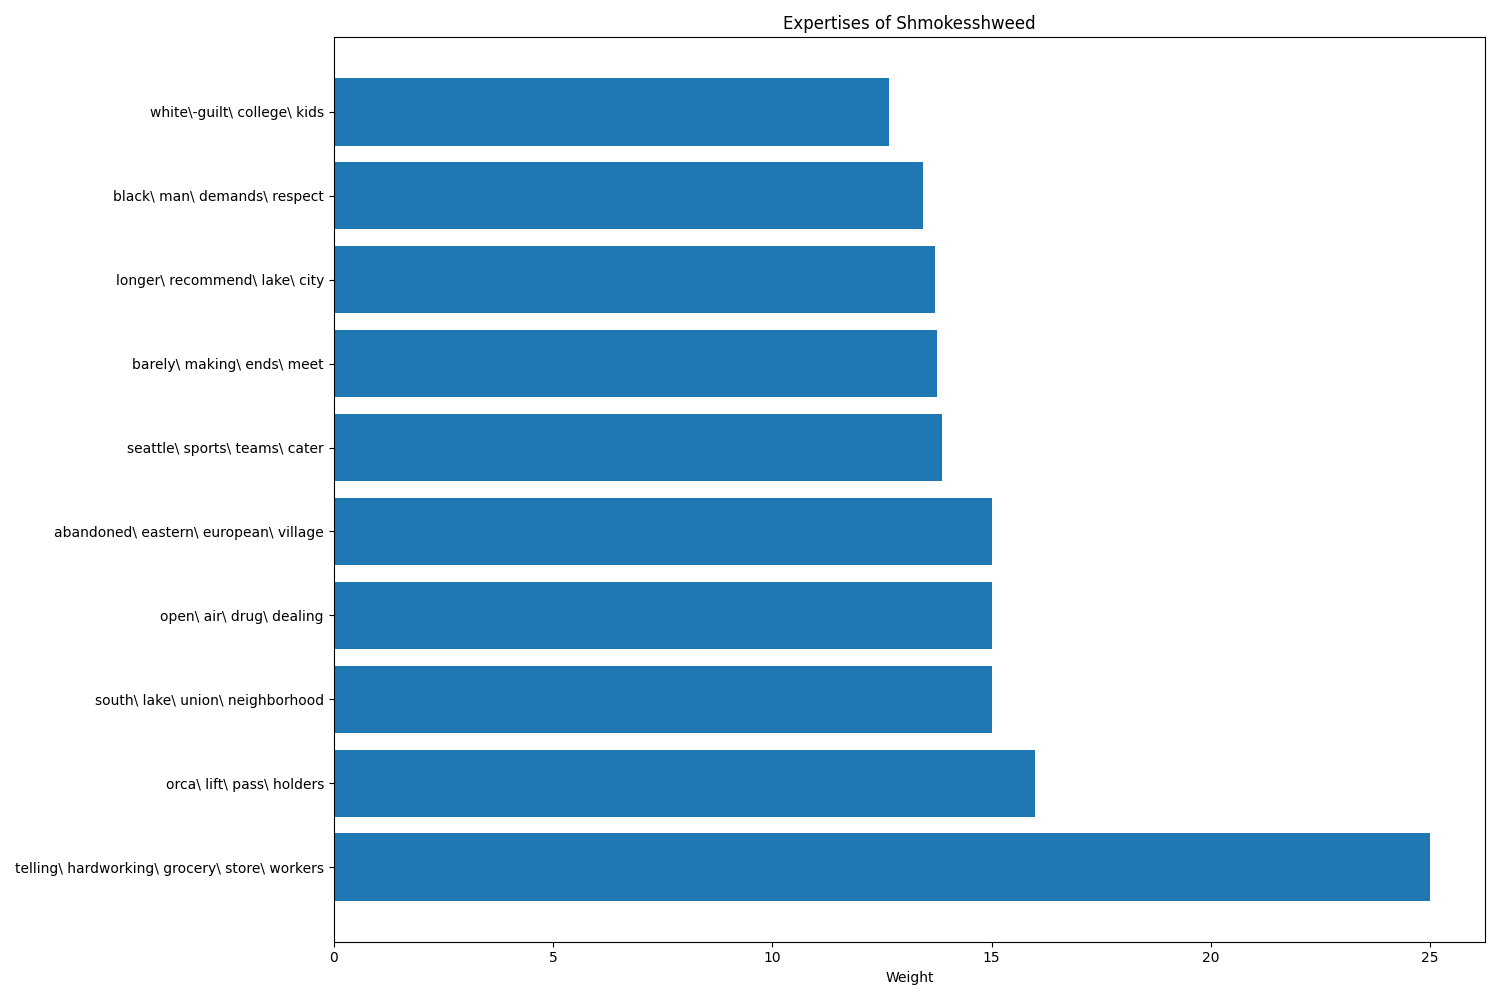 Expertises of Shmokesshweed
white\-guilt\ college\ kids
black\ man\ demands\ respect
longer\ recommend\ lake\ city
barely\ making\ ends\ meet
seattle\ sports\ teams\ cater
abandoned\ eastern\ european\ village
open\ air\ drug\ dealing
south\ lake\ union\ neighborhood
orca\ lift\ pass\ holders
telling\ hardworking\ grocery\ store\ workers
0 5 10 15 20 25
Weight